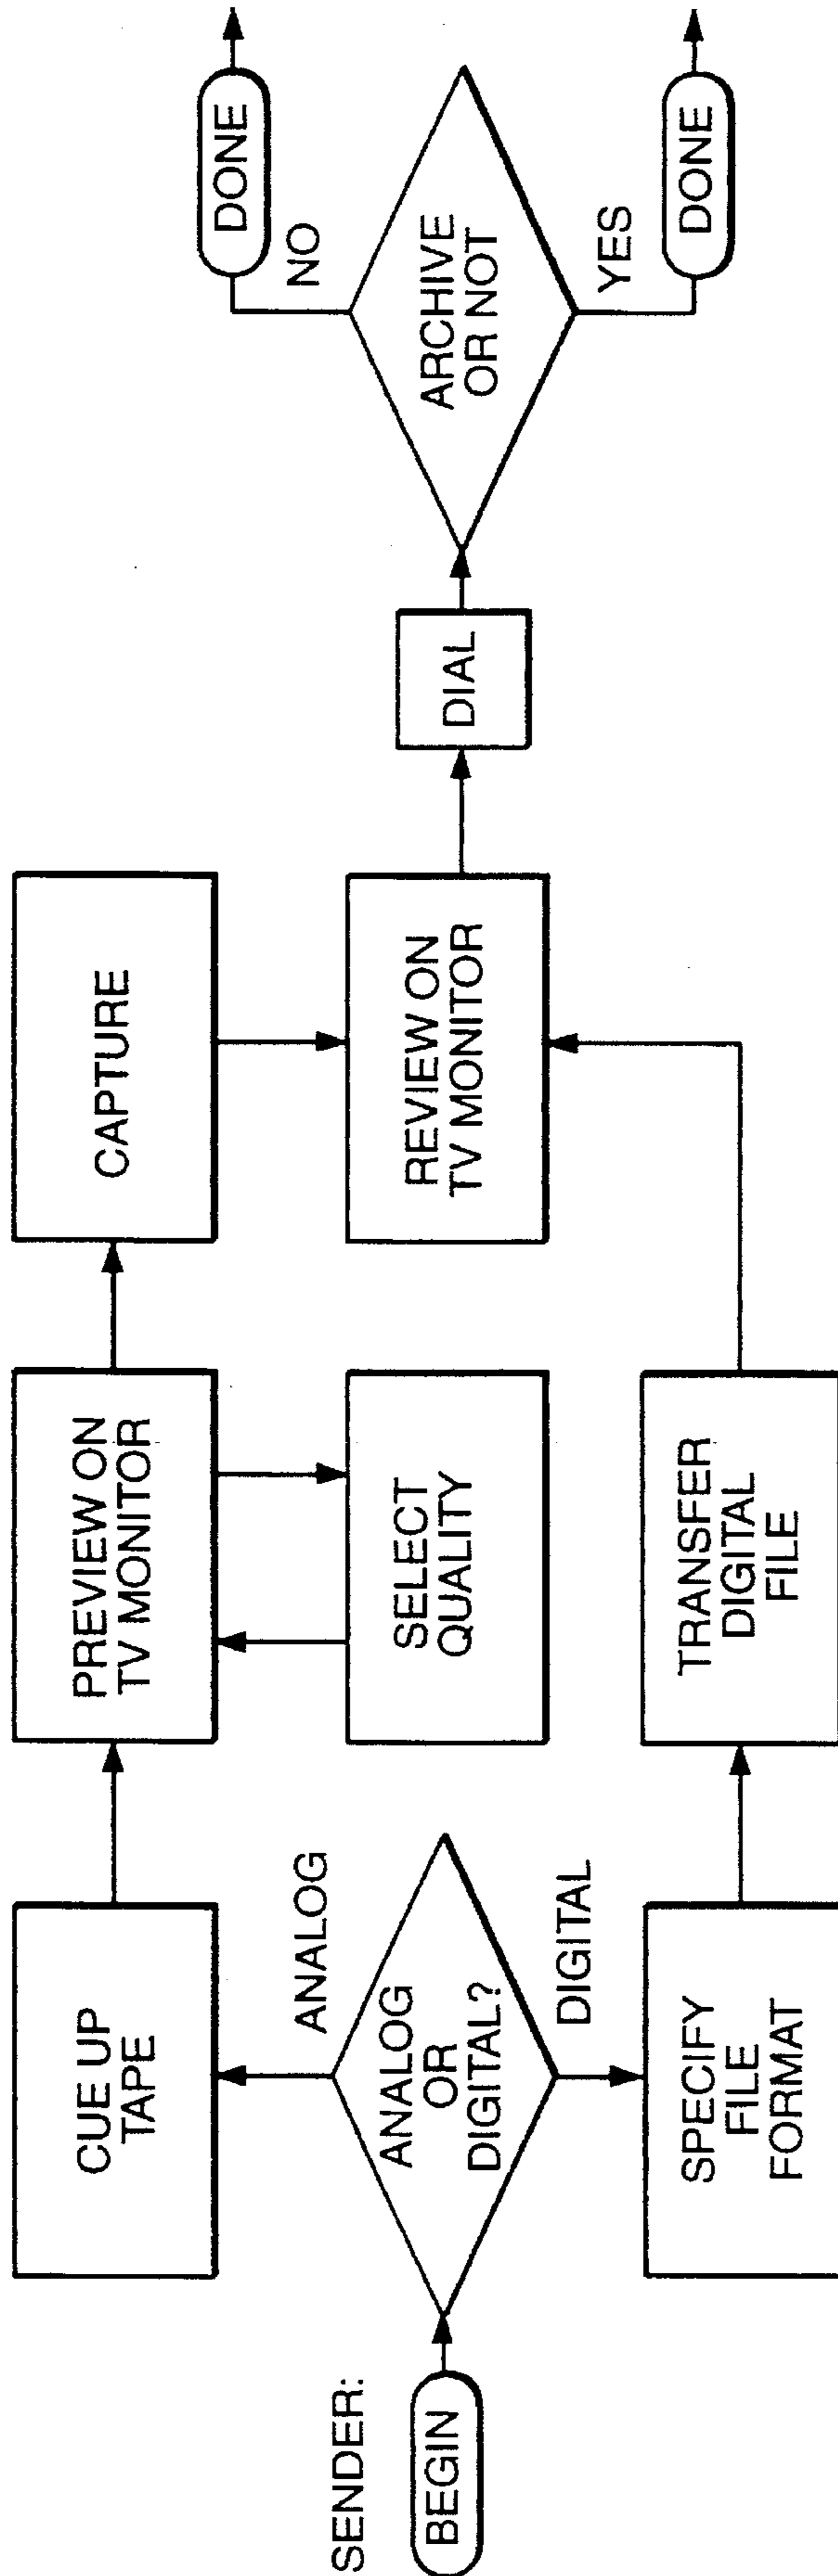 SENDER:
BEGIN
ANALOG
OR
DIGITAL?
ANALOG
CUE UP
TAPE
PREVIEW ON
TV MONITOR
SELECT
QUALITY
CAPTURE
DIGITAL
SPECIFY
FILE
FORMAT
TRANSFER
DIGITAL
FILE
REVIEW ON
TV MONITOR
DIAL
ARCHIVE
OR NOT
NO
DONE
YES
DONE